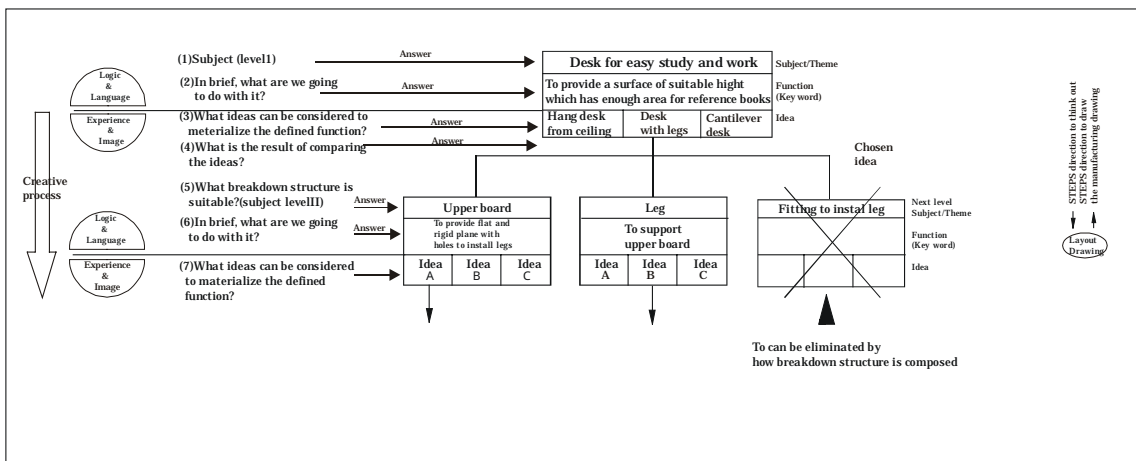 (1)Subject (level1)
Answer
Desk for easy study and work
Subject/Theme
Logic
&
Language
(2)In brief, what are we going
to do with it?
Answer
To provide a surface of suitable hight
which has enough area for reference books
Function
(Key word)
Experience
&
Image
(3)What ideas can be considered to
meterialize the defined function?
Answer
Hang desk
from ceiling
Desk
with legs
Cantilever
desk
Idea
(4)What is the result of comparing
the ideas?
Answer
Chosen
idea
Creative
process
(5)What breakdown structure is
suitable?(subject levelII)
Answer
Upper board
Leg
Fitting to instal leg
Next level
Subject/Theme
Logic
&
Language
(6)In brief, what are we going
to do with it?
Answer
To provide flat and
rigid plane with
holes to install legs
To support
upper board
Function
(Key word)
Experience
&
Image
(7)What ideas can be considered
to materialize the defined
function?
Idea
A
Idea
B
Idea
C
Idea
A
Idea
B
Idea
C
Idea
To can be eliminated by
how breakdown structure is composed
STEPS direction to think out
STEPS direction to draw
the manufacturing drawing
Layout
Drawing